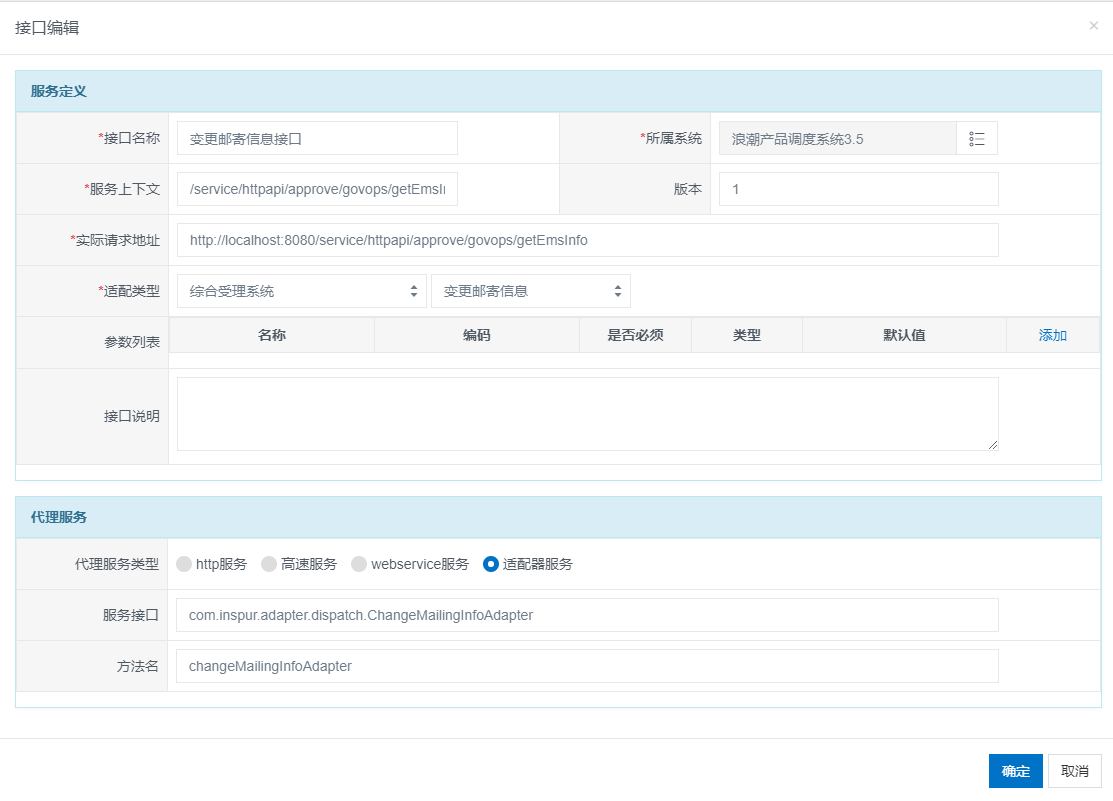 接口编辑
×
服务定义
*接口名称 变更邮寄信息接口 *所属系统 浪潮产品调度系统3.5
*服务上下文 /service/httpapi/approve/govops/getEmsI 版本 1
*实际请求地址 http://localhost:8080/service/httpapi/approve/govops/getEmsInfo
*适配类型 综合受理系统 变更邮寄信息
参数列表 名称 编码 是否必须 类型 默认值 添加
接口说明
代理服务
代理服务类型 http服务 高速服务 webservice服务 适配器服务
服务接口 com.inspur.adapter.dispatch.ChangeMailingInfoAdapter
方法名 changeMailingInfoAdapter
确定 取消